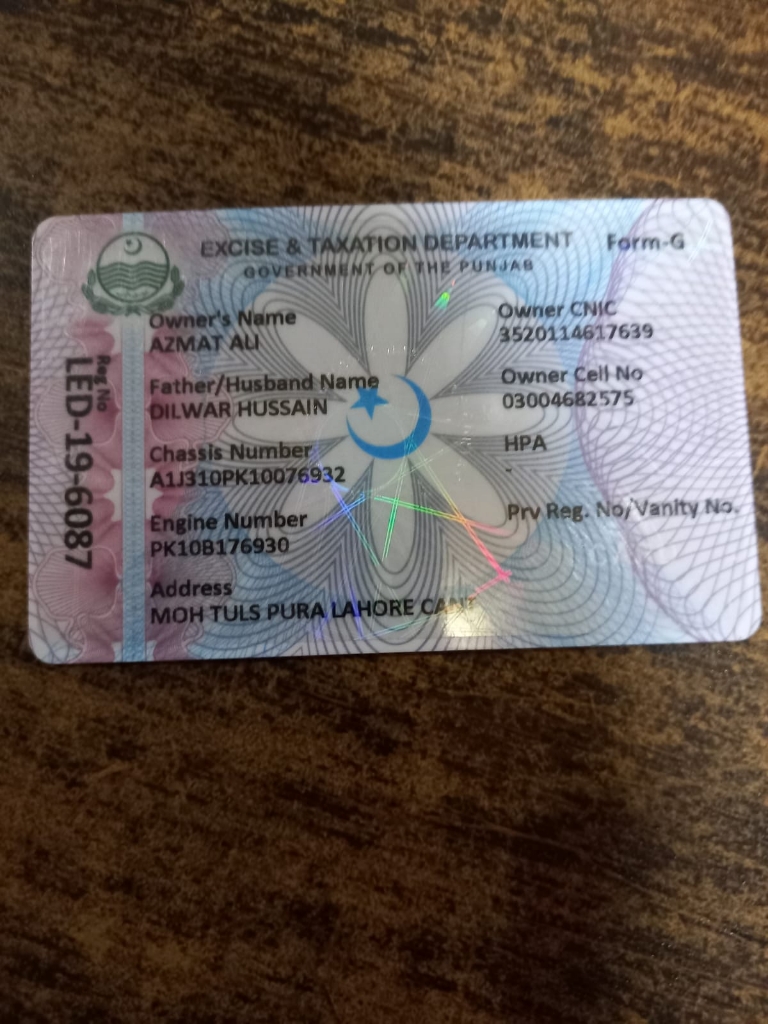 EXCISE & TAXATION DEPARTMENT Form-G
GOVERNMENT OF THE PUNJAB
Reg No
LED-19-6087
Owner's Name
AZMAT ALI
Father/Husband Name
DILWAR HUSSAIN
Chassis Number
A1J310PK10076932
Engine Number
PK10B176930
Address
MOH TULS PURA LAHORE CANT
Owner CNIC
3520114617639
Owner Cell No
03004682575
HPA
-
Prv Reg. No/Vanity No.